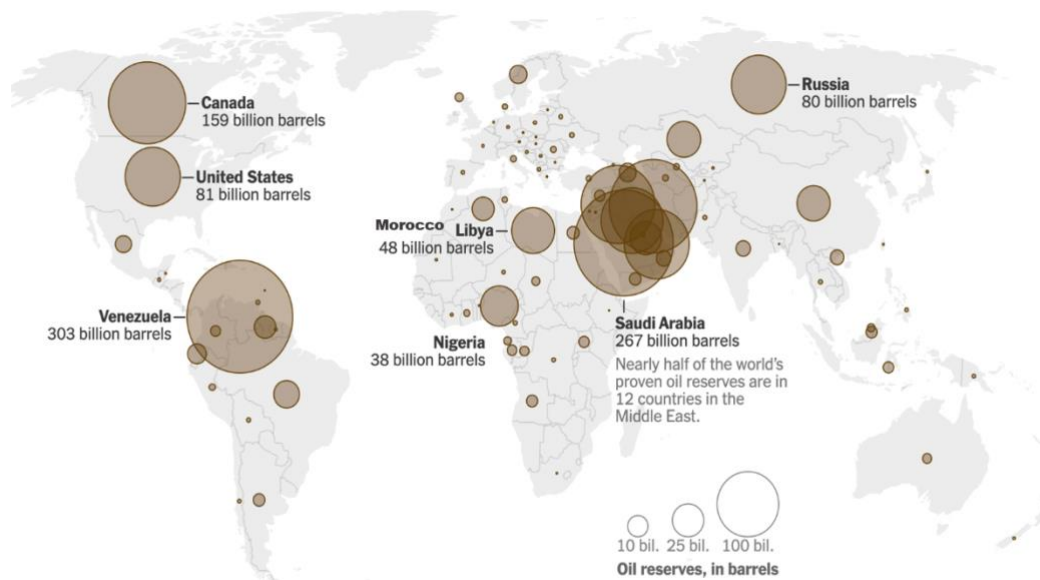 Canada
159 billion barrels
United States
81 billion barrels
Russia
80 billion barrels
Morocco Libya
48 billion barrels
Venezuela
303 billion barrels
Nigeria
38 billion barrels
Saudi Arabia
267 billion barrels
Nearly half of the world's
proven oil reserves are in
12 countries in the
Middle East.
10 bil. 25 bil. 100 bil.
Oil reserves, in barrels